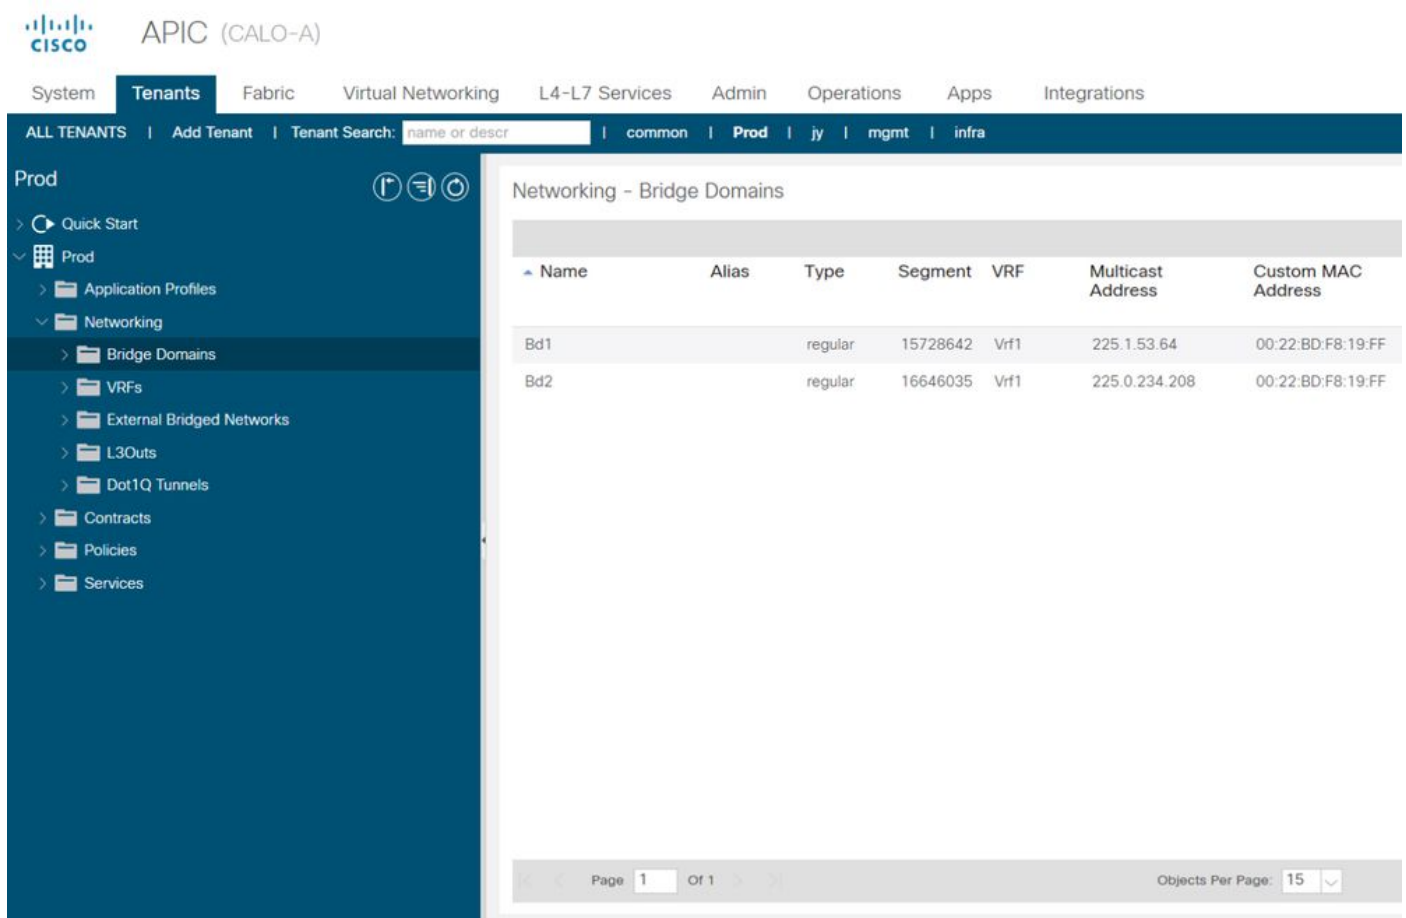 CISCO
APIC (CALO-A)
System Tenants Fabric Virtual Networking L4-L7 Services Admin Operations Apps Integrations
ALL TENANTS | Add Tenant | Tenant Search: name or descr | common | Prod | jy | mgmt | infra
Prod
Quick Start
Prod
Application Profiles
Networking
Bridge Domains
VRFs
External Bridged Networks
L3Outs
Dot1Q Tunnels
Contracts
Policies
Services
Networking - Bridge Domains
Name Alias Type Segment VRF Multicast Address Custom MAC Address
Bd1 regular 15728642 Vrf1 225.1.53.64 00:22:BD:F8:19:FF
Bd2 regular 16646035 Vrf1 225.0.234.208 00:22:BD:F8:19:FF
Page 1 Of 1 Objects Per Page: 15